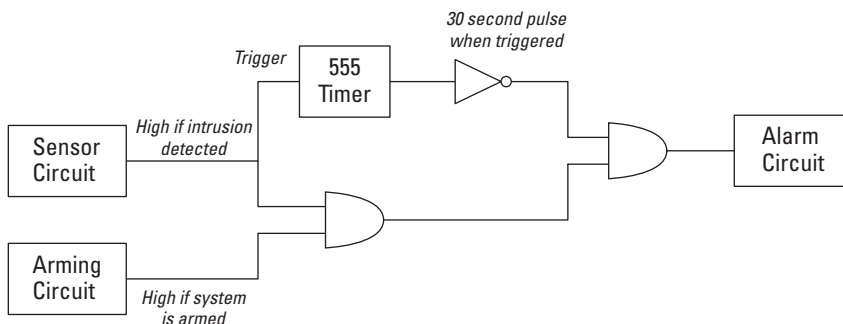 30 second pulse
when triggered
Trigger
555
Timer
High if intrusion
detected
Sensor
Circuit
Alarm
Circuit
Arming
Circuit
High if system
is armed